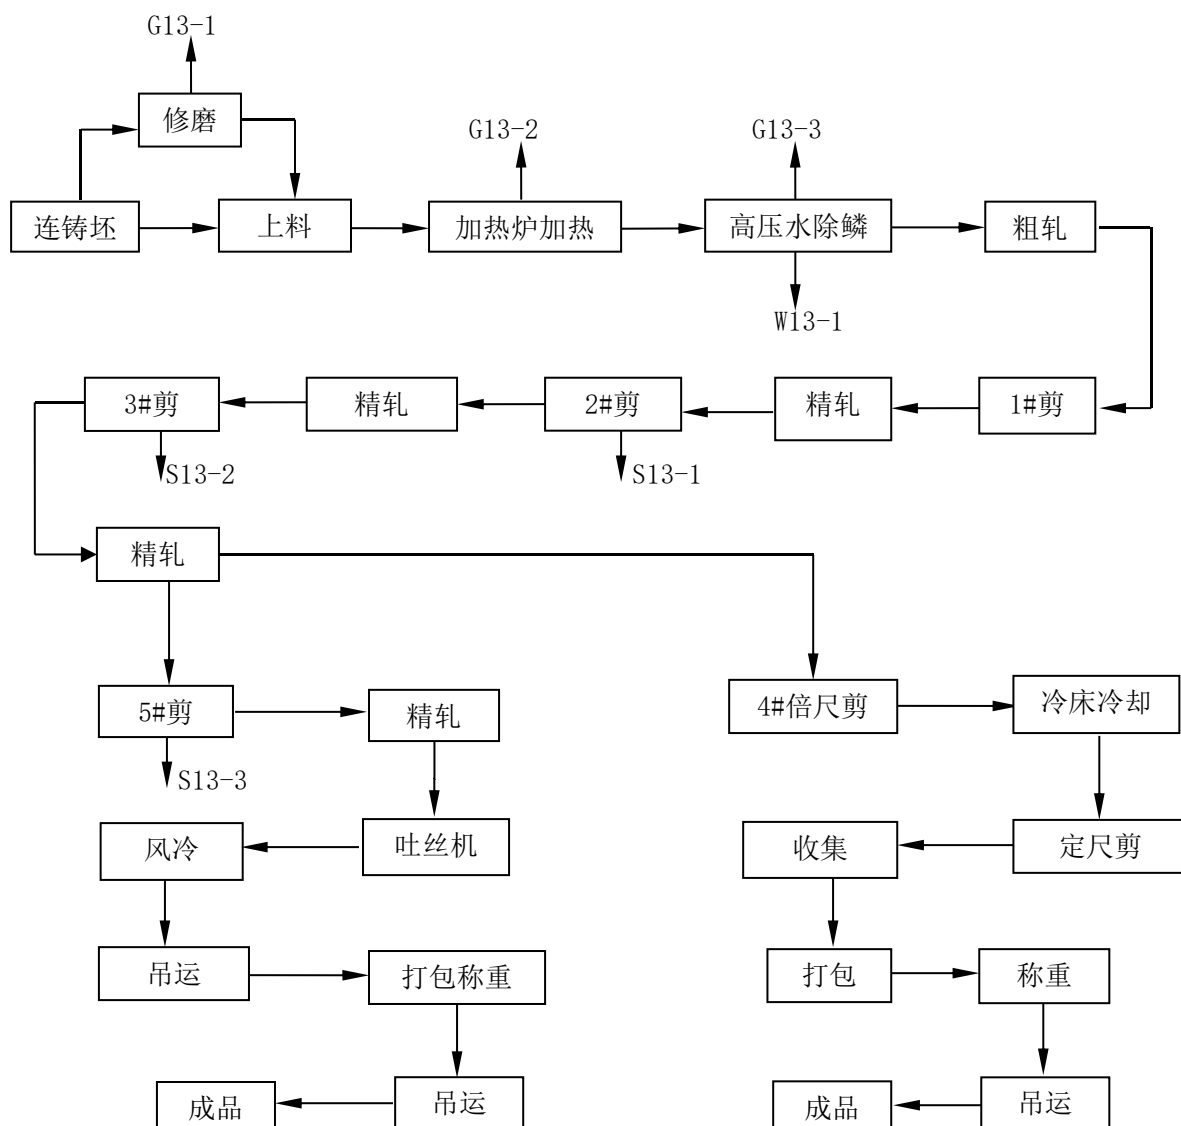 G13-1
修磨
G13-2
G13-3
连铸坯
上料
加热炉加热
高压水除鳞
粗轧
W13-1
3#剪
精轧
2#剪
精轧
1#剪
S13-2
S13-1
精轧
5#剪
精轧
4#倍尺剪
冷床冷却
S13-3
风冷
吐丝机
收集
定尺剪
吊运
打包称重
打包
称重
成品
吊运
成品
吊运